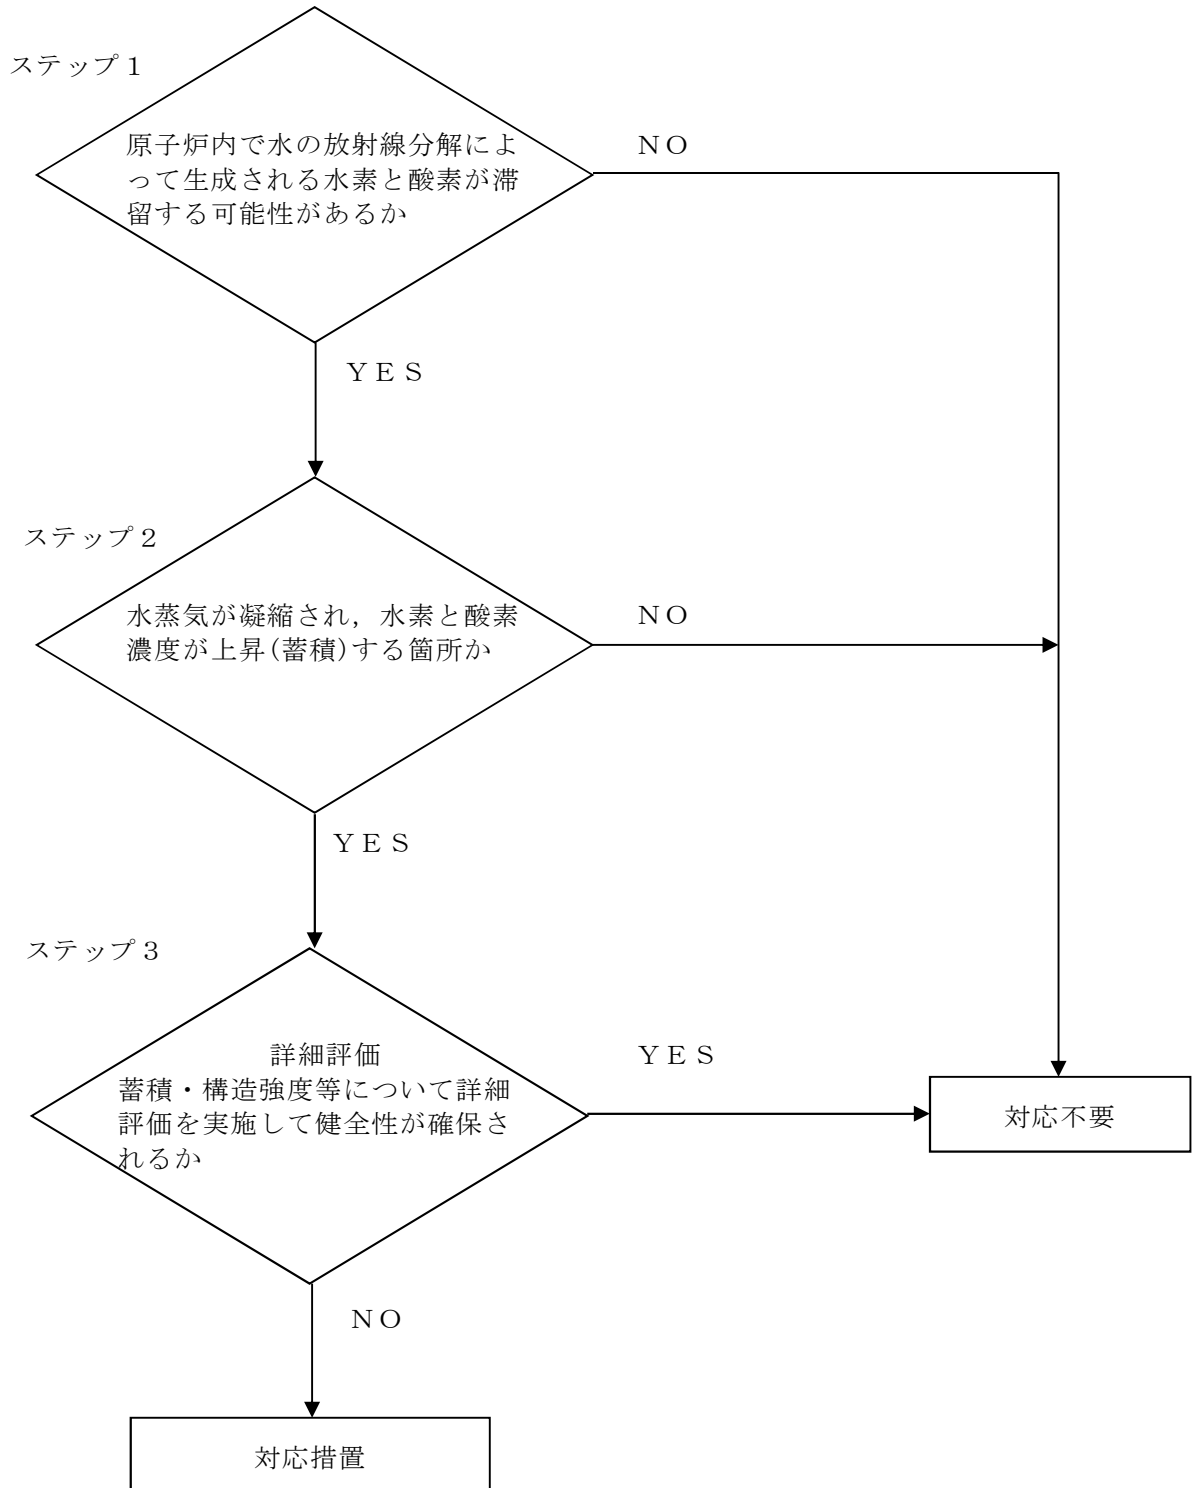 ステップ１
原子炉内で水の放射線分解によ
って生成される水素と酸素が滞
留する可能性があるか
ＮＯ
ＹＥＳ
ステップ２
水蒸気が凝縮され，水素と酸素
濃度が上昇(蓄積)する箇所か
ＮＯ
ＹＥＳ
ステップ３
詳細評価
蓄積・構造強度等について詳細
評価を実施して健全性が確保さ
れるか
ＹＥＳ
対応不要
ＮＯ
対応措置